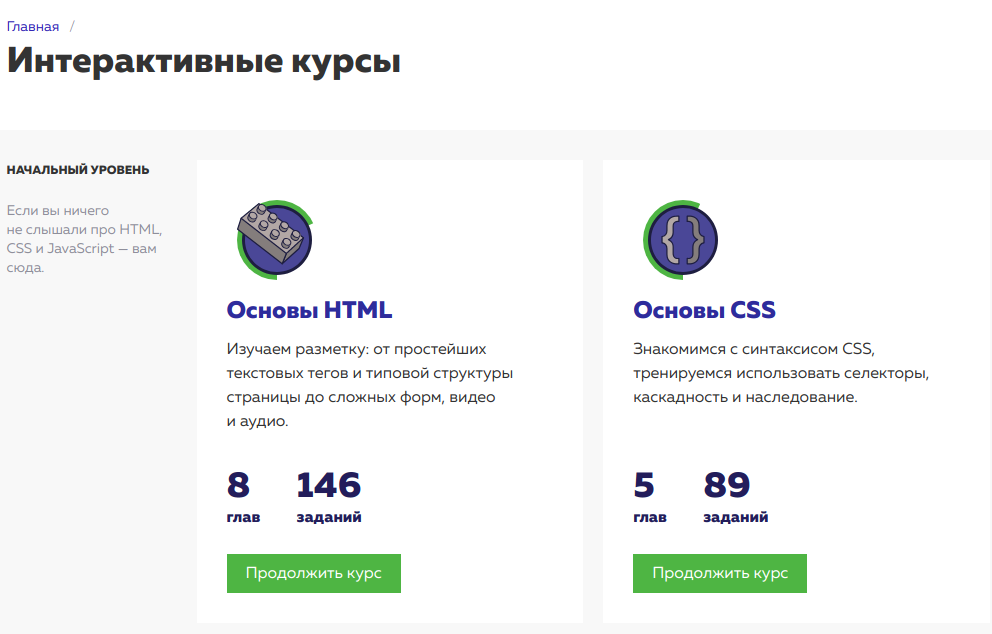 Главная /
Интерактивные курсы
НАЧАЛЬНЫЙ УРОВЕНЬ
Если вы ничего
не слышали про HTML,
CSS и JavaScript — вам
сюда.
Основы HTML
Изучаем разметку: от простейших
текстовых тегов и типовой структуры
страницы до сложных форм, видео
и аудио.
8 146
глав заданий
Продолжить курс
{ }
Основы CSS
Знакомимся с синтаксисом CSS,
тренируемся использовать селекторы,
каскадность и наследование.
5 89
глав заданий
Продолжить курс